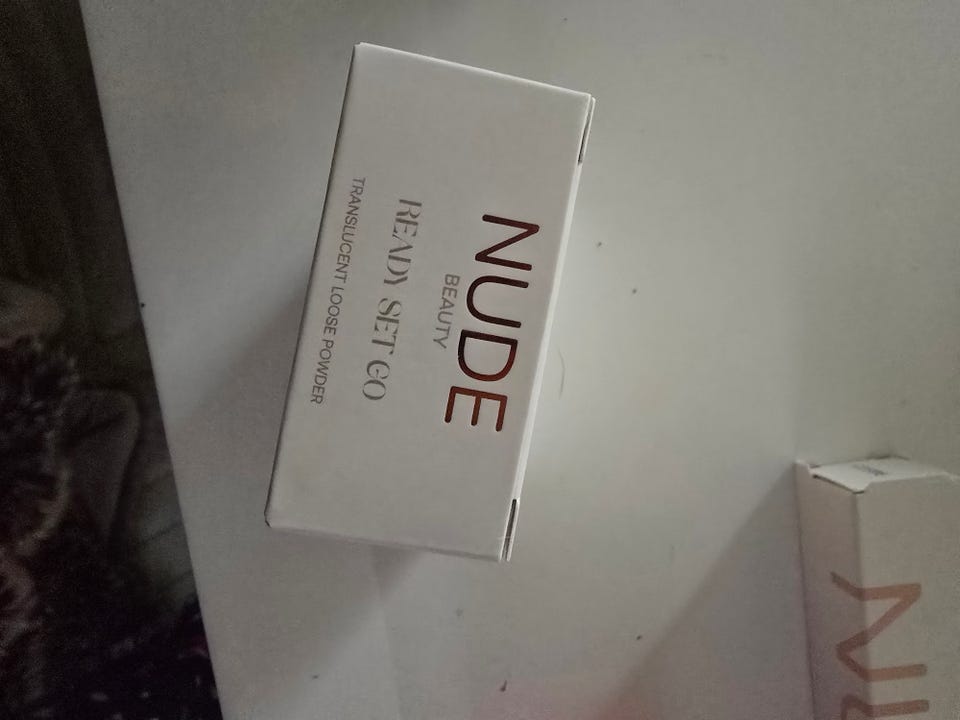 NUDE
BEAUTY
READY SET GO
TRANSLUCENT LOOSE POWDER